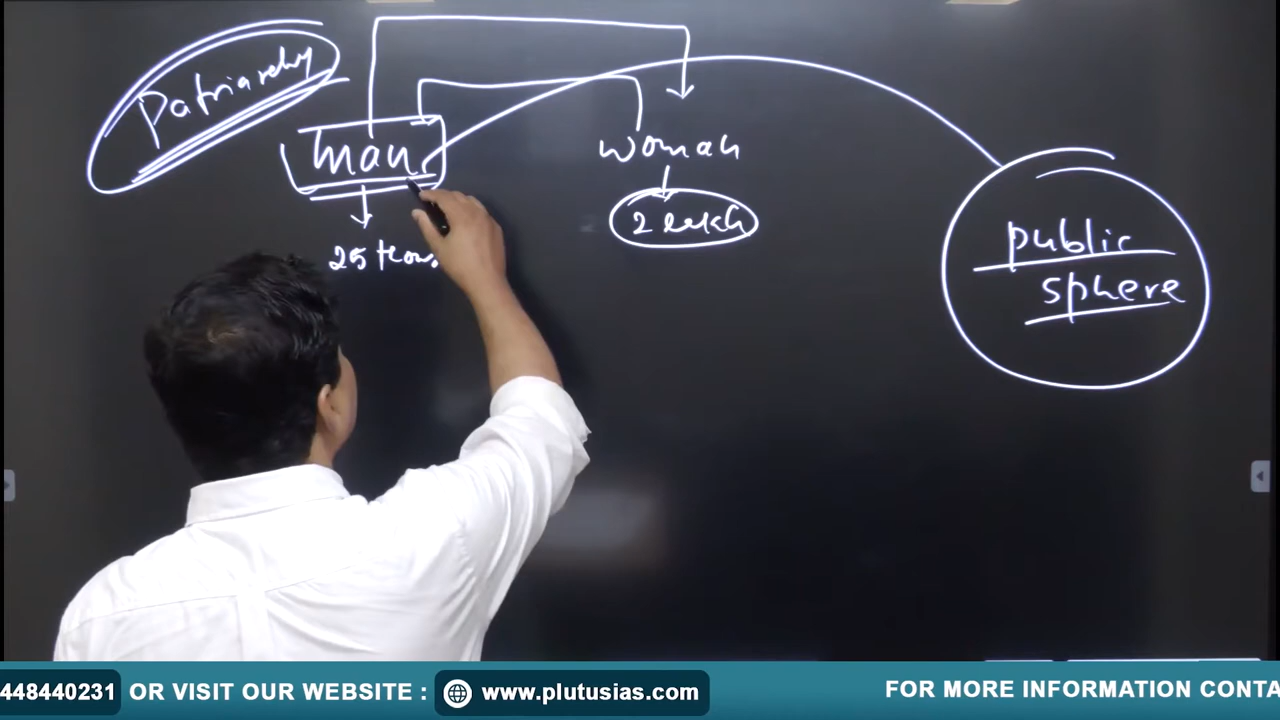 Patriarchy
man
woman
25 thou.
2 lakh
public
sphere
448440231 OR VISIT OUR WEBSITE : www.plutusias.com FOR MORE INFORMATION CONTA